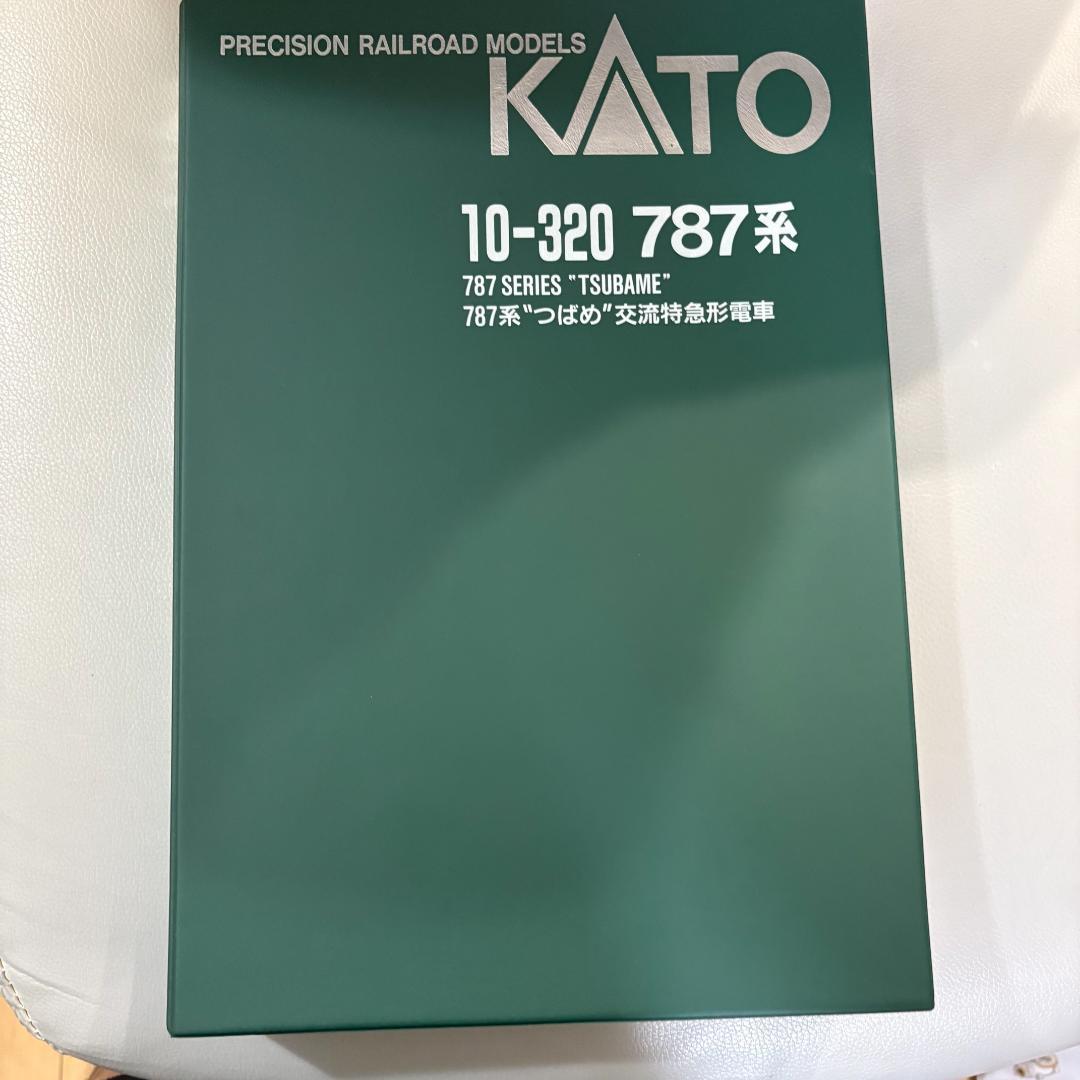 PRECISION RAILROAD MODELS
KATO
10-320 787系
787 SERIES "TSUBAME"
787系"つばめ"交流特急形電車